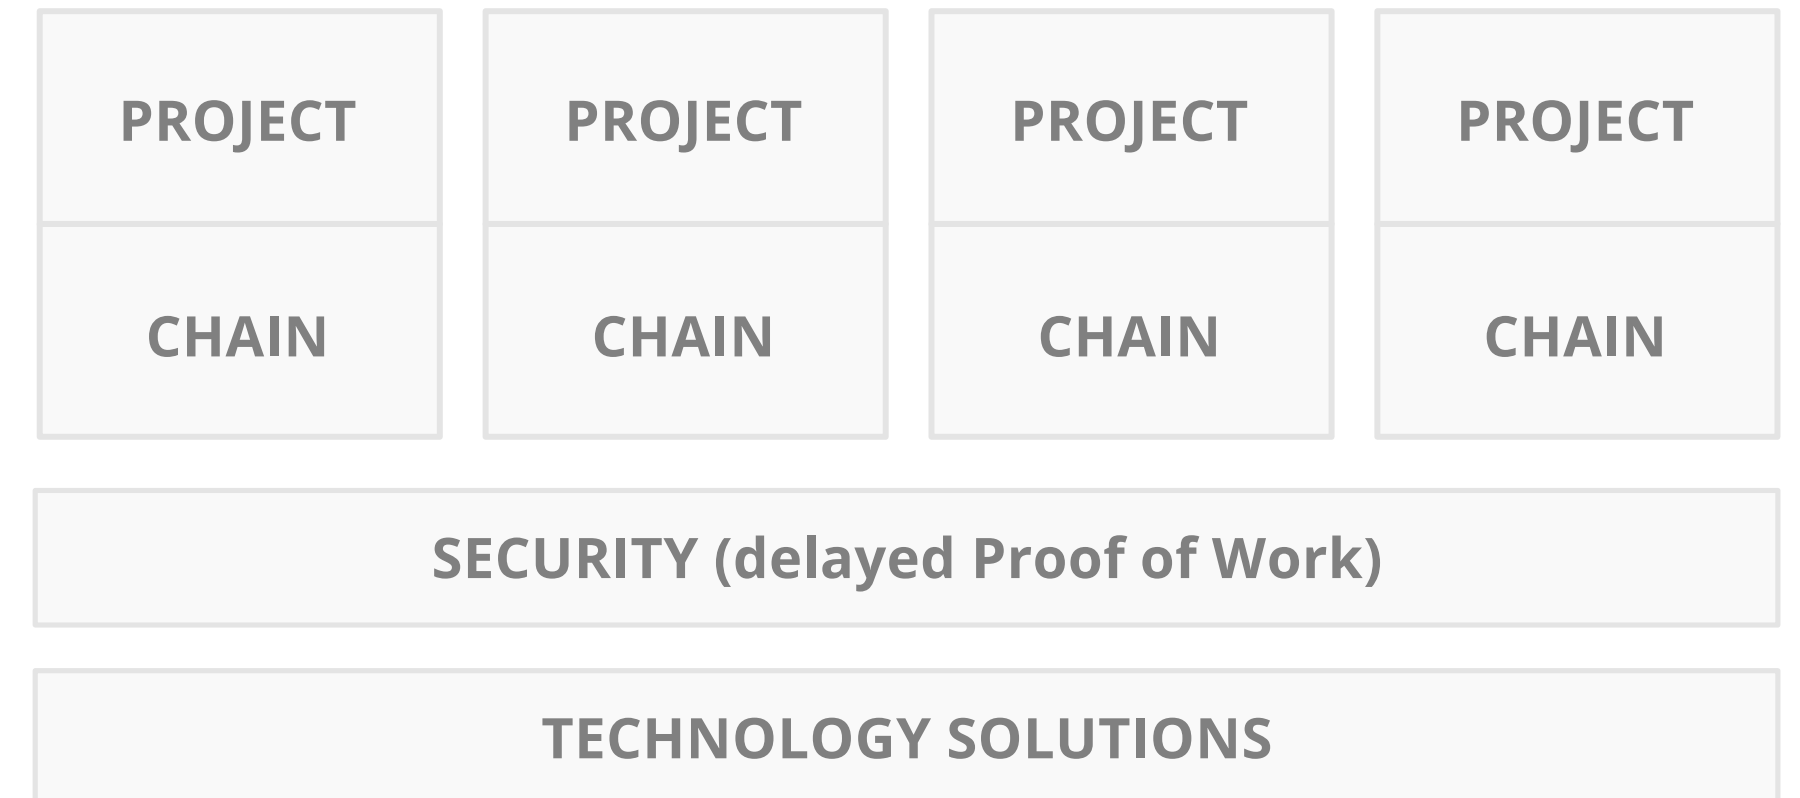 PROJECT PROJECT PROJECT PROJECT
CHAIN CHAIN CHAIN CHAIN
SECURITY (delayed Proof of Work)
TECHNOLOGY SOLUTIONS